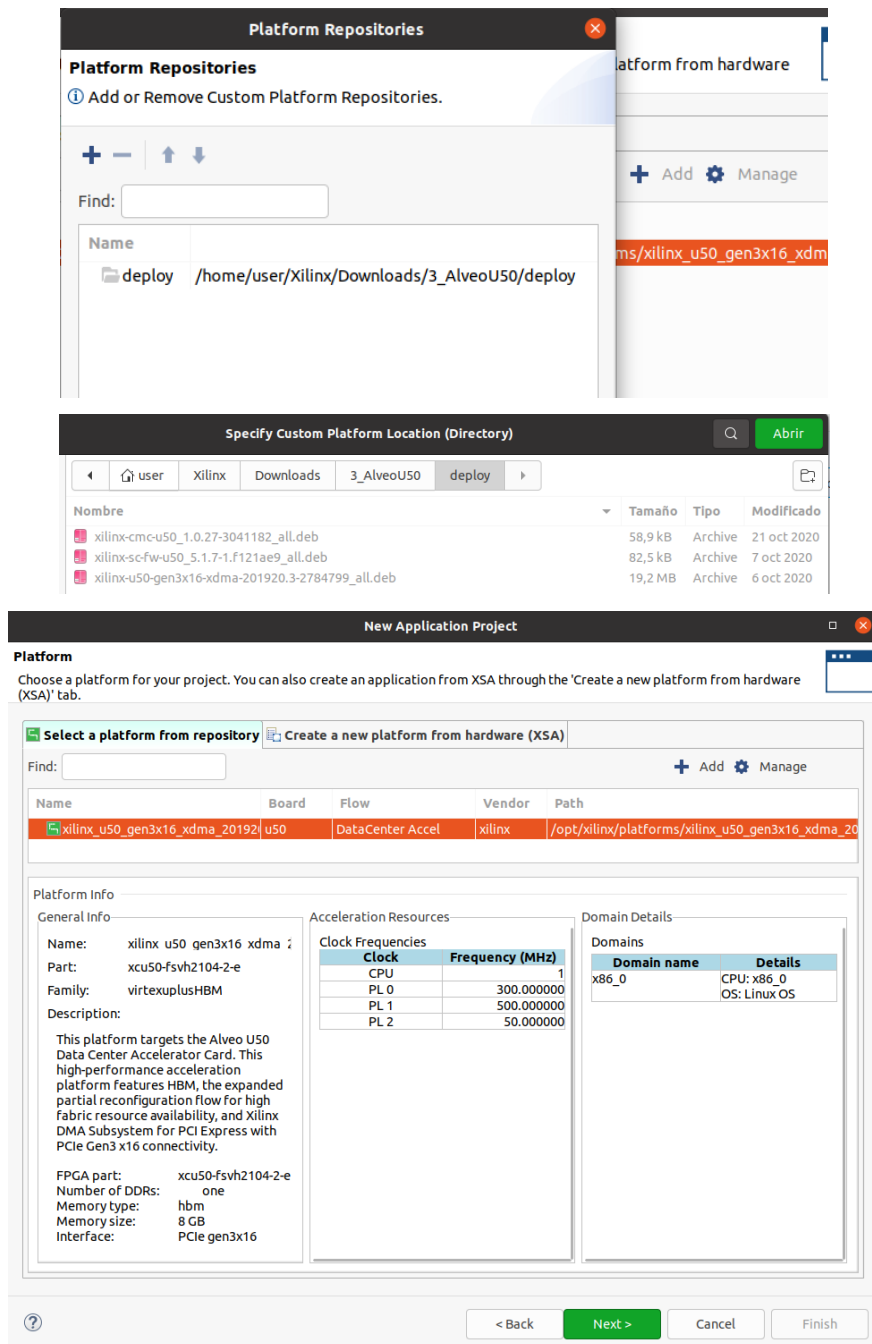 Platform Repositories
Platform Repositories
Add or Remove Custom Platform Repositories.
latform from hardware
Add Manage
Find:
Name
deploy /home/user/Xilinx/Downloads/3_AlveoU50/deploy
ms/xilinx_u50_gen3x16_xdm
Specify Custom Platform Location (Directory)
Abrir
user Xilinx Downloads 3_AlveoU50 deploy
Nombre Tamaño Tipo Modificado
xilinx-cmc-u50_1.0.27-3041182_all.deb 58,9 kB Archive 21 oct 2020
xilinx-sc-fw-u50_5.1.7-1.f121ae9_all.deb 82,5 kB Archive 7 oct 2020
xilinx-u50-gen3x16-xdma-201920.3-2784799_all.deb 19,2 MB Archive 6 oct 2020
New Application Project
Platform
Choose a platform for your project. You can also create an application from XSA through the 'Create a new platform from hardware
(XSA)' tab.
Select a platform from repository Create a new platform from hardware (XSA)
Find: Add Manage
Name Board Flow Vendor Path
xilinx_u50_gen3x16_xdma_20192 u50 DataCenter Accel xilinx /opt/xilinx/platforms/xilinx_u50_gen3x16_xdma_20
Platform Info
General Info
Name: xilinx_u50_gen3x16_xdma_2
Part: xcu50-fsvh2104-2-e
Family: virtexuplusHBM
Description:
This platform targets the Alveo U50
Data Center Accelerator Card. This
high-performance acceleration
platform features HBM, the expanded
partial reconfiguration flow for high
fabric resource availability, and Xilinx
DMA Subsystem for PCI Express with
PCIe Gen3 x16 connectivity.
FPGA part: xcu50-fsvh2104-2-e
Number of DDRs: one
Memory type: hbm
Memory size: 8 GB
Interface: PCIe gen3x16
Acceleration Resources
Clock Frequencies
Clock Frequency (MHz)
CPU 1
PL 0 300.000000
PL 1 500.000000
PL 2 50.000000
Domain Details
Domains
Domain name Details
x86_0 CPU: x86_0
OS: Linux OS
? < Back Next > Cancel Finish